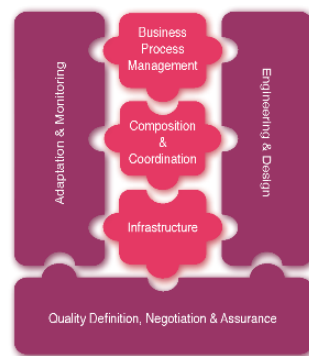 Business
Process
Management
Adaptation & Monitoring
Composition
&
Coordination
Engineering & Design
Infrastructure
Quality Definition, Negotiation & Assurance